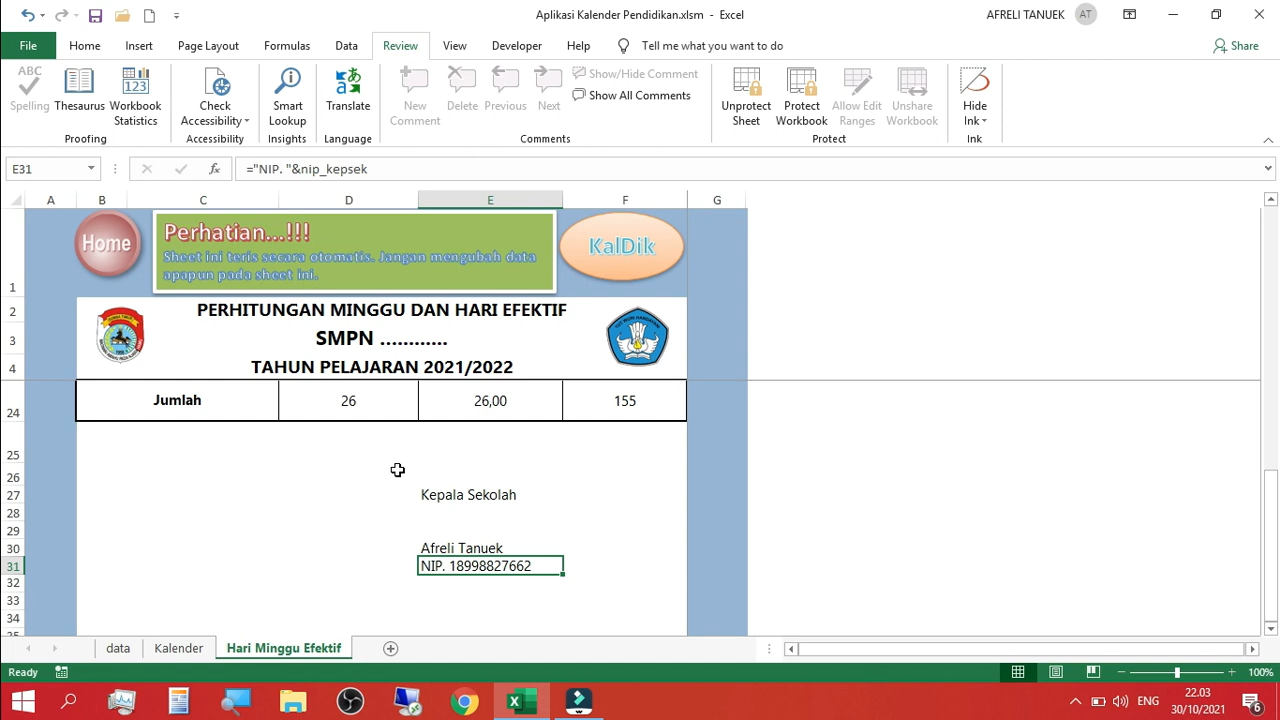 Aplikasi Kalender Pendidikan.xlsm - Excel
AFRELI TANUEK AT
File Home Insert Page Layout Formulas Data Review View Developer Help Tell me what you want to do Share
ABC
Spelling
Thesaurus
Workbook
Statistics
Proofing
Check
Accessibility
Accessibility
Smart
Lookup
Insights
Translate
Language
New
Comment
Delete
Previous
Next
Show/Hide Comment
Show All Comments
Comments
Unprotect
Sheet
Protect
Workbook
Allow Edit
Ranges
Unshare
Workbook
Protect
Hide
Ink
Ink
E31 fx ="NIP. "&nip_kepsek
A B C D E F G
Home
Perhatian...!!!
Sheet ini teris secara otomatis. Jangan mengubah data
apapun pada sheet ini.
KalDik
1
2 PERHITUNGAN MINGGU DAN HARI EFEKTIF
3 SMPN ............
4 TAHUN PELAJARAN 2021/2022
24 Jumlah 26 26,00 155
25
26
27 Kepala Sekolah
28
29
30 Afreli Tanuek
31 NIP. 18998827662
32
33
34
35
data Kalender Hari Minggu Efektif
Ready 100%
ENG
22.03
30/10/2021
6